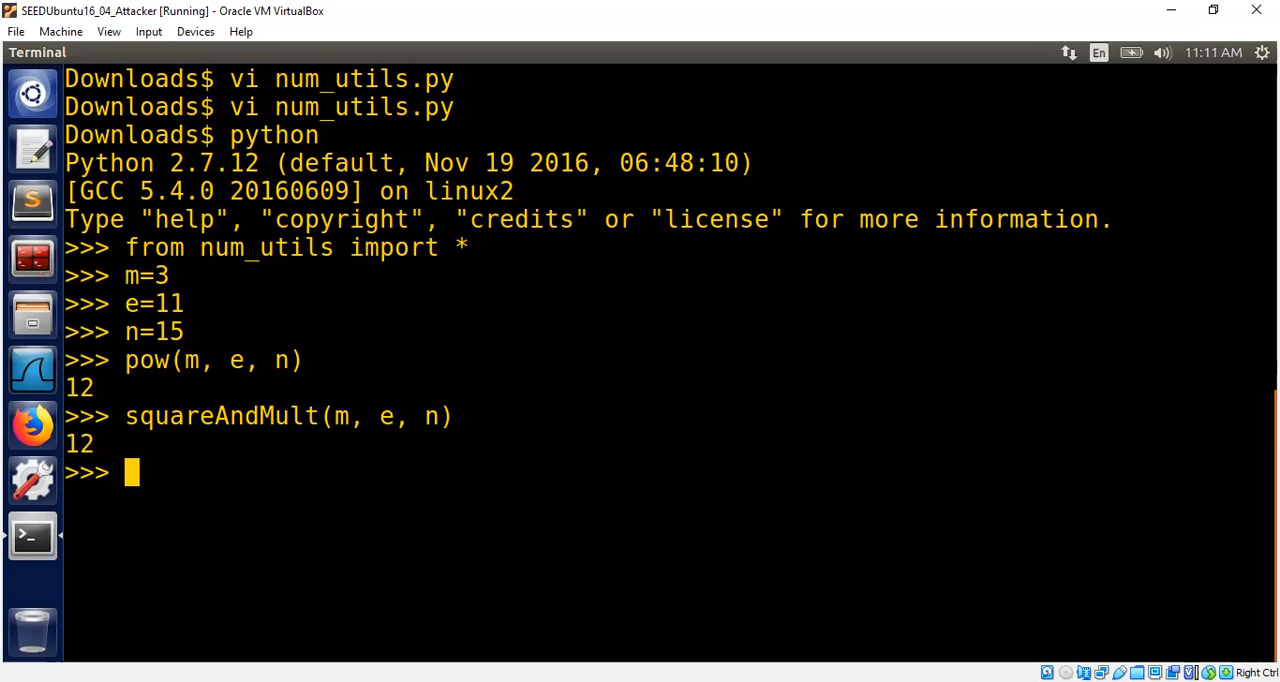 SEEDUbuntu16_04_Attacker [Running] - Oracle VM VirtualBox
File Machine View Input Devices Help
Terminal En 11:11 AM
Downloads$ vi num_utils.py
Downloads$ vi num_utils.py
Downloads$ python
Python 2.7.12 (default, Nov 19 2016, 06:48:10)
[GCC 5.4.0 20160609] on linux2
Type "help", "copyright", "credits" or "license" for more information.
>>> from num_utils import *
>>> m=3
>>> e=11
>>> n=15
>>> pow(m, e, n)
12
>>> squareAndMult(m, e, n)
12
>>>
Right Ctrl